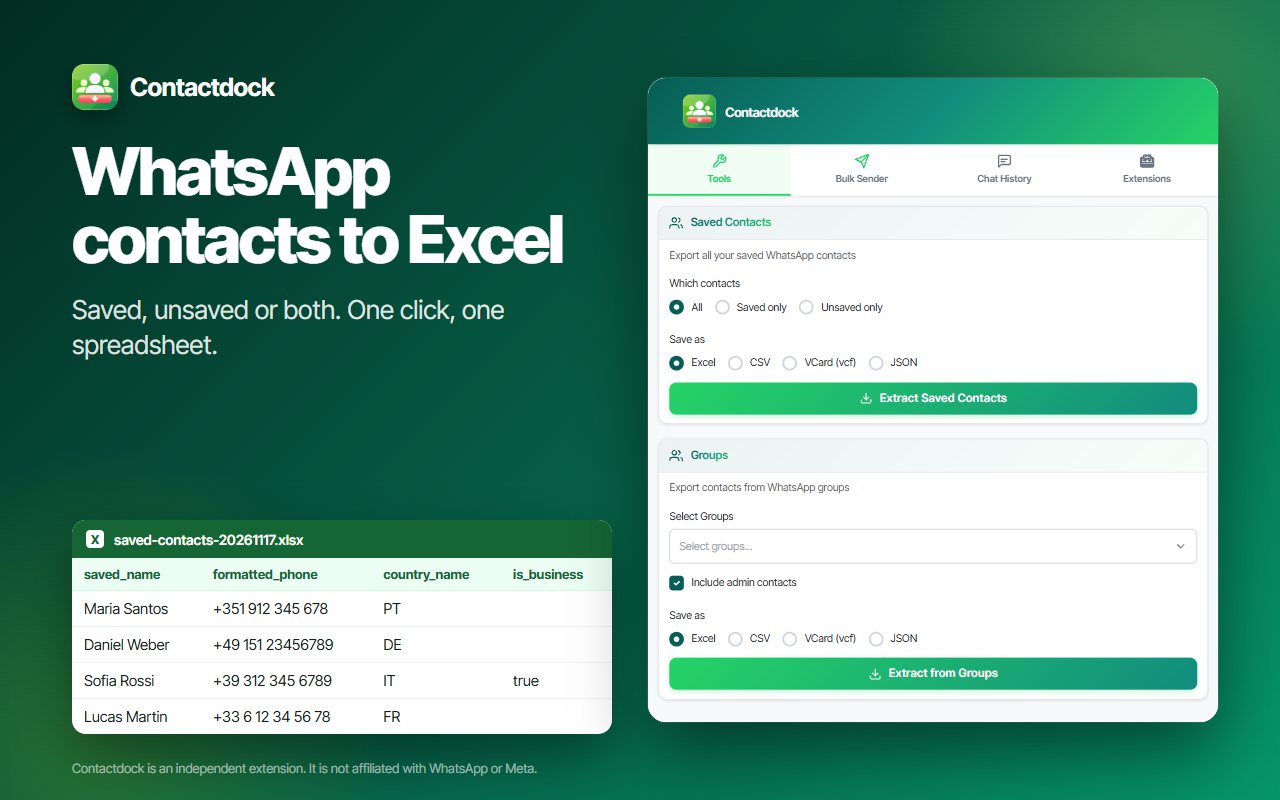 Contactdock
WhatsApp
contacts to Excel
Saved, unsaved or both. One click, one
spreadsheet.
X saved-contacts-20261117.xlsx
saved_name formatted_phone country_name is_business
Maria Santos +351 912 345 678 PT
Daniel Weber +49 151 23456789 DE
Sofia Rossi +39 312 345 6789 IT true
Lucas Martin +33 6 12 34 56 78 FR
Contactdock is an independent extension. It is not affiliated with WhatsApp or Meta.
Contactdock
Tools Bulk Sender Chat History Extensions
Saved Contacts
Export all your saved WhatsApp contacts
Which contacts
All Saved only Unsaved only
Save as
Excel CSV VCard (vcf) JSON
Extract Saved Contacts
Groups
Export contacts from WhatsApp groups
Select Groups
Select groups...
Include admin contacts
Save as
Excel CSV VCard (vcf) JSON
Extract from Groups